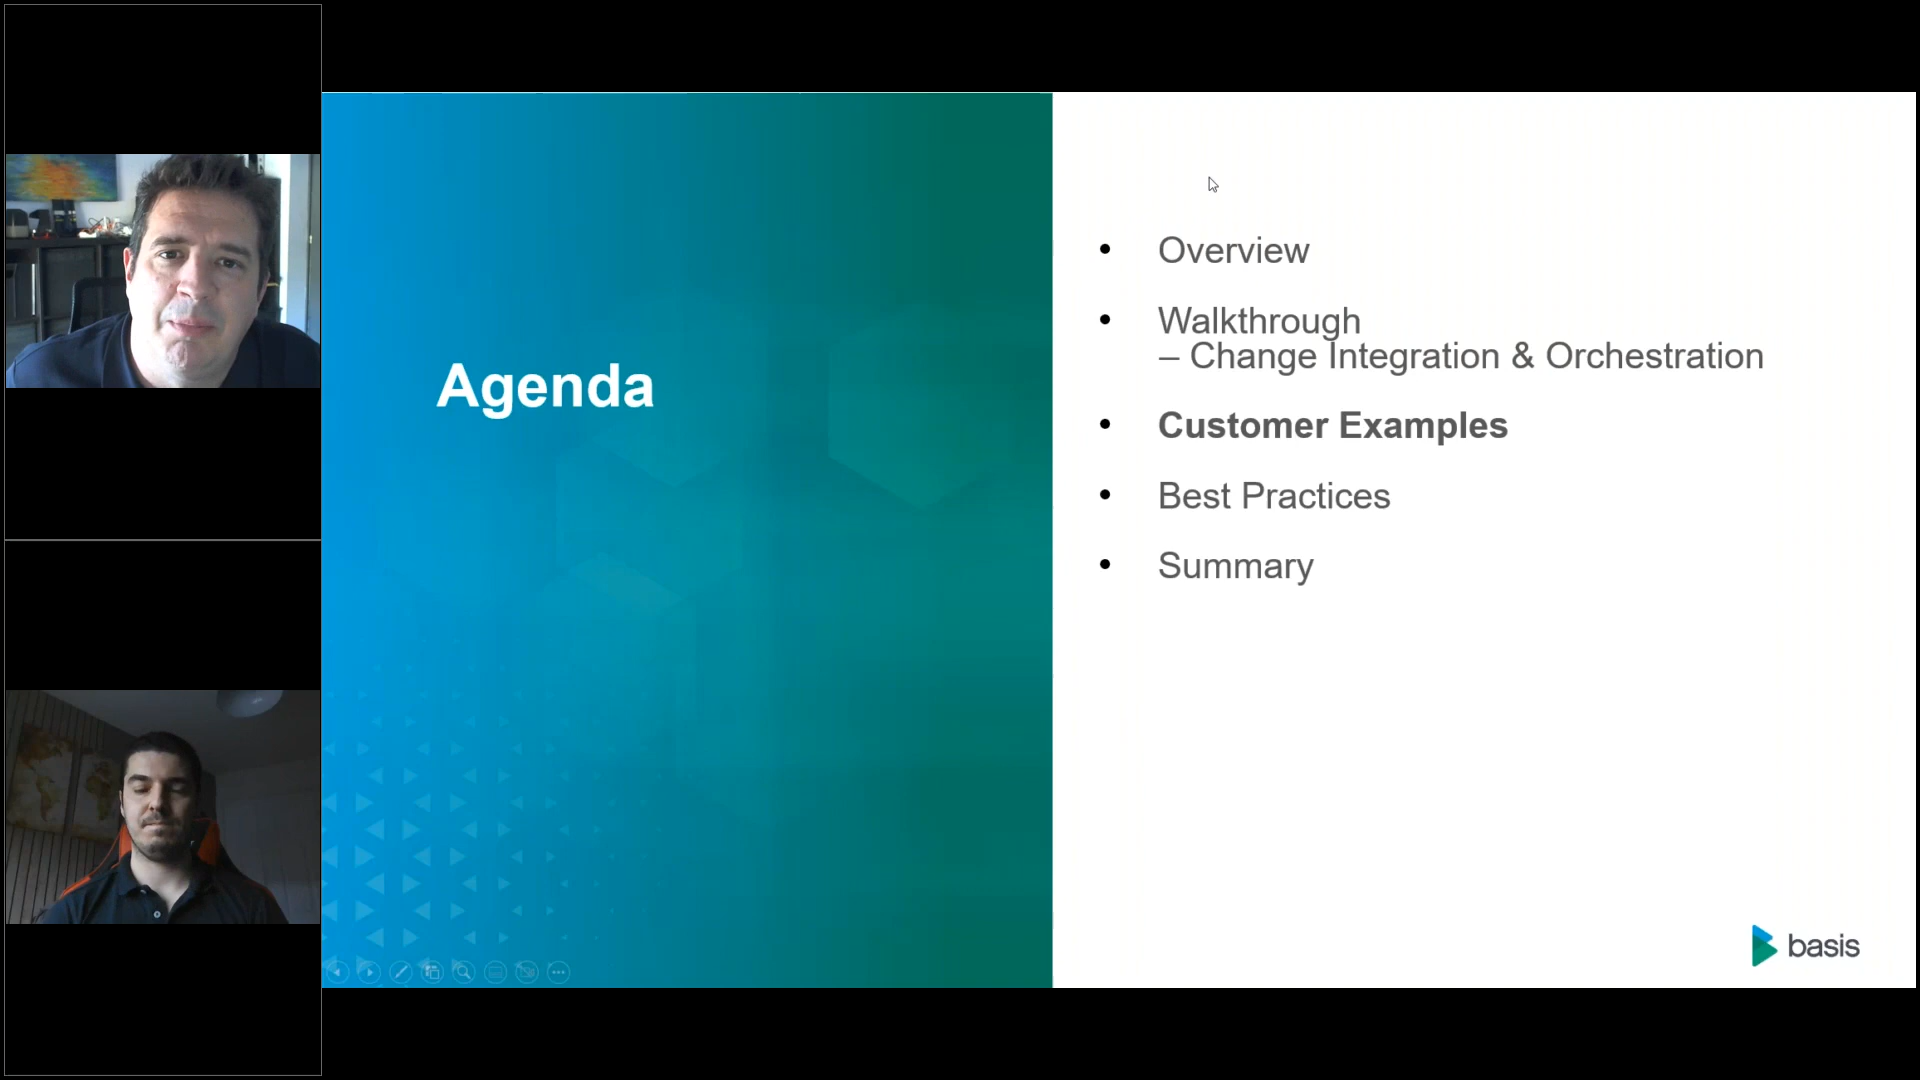 Agenda
• Overview
• Walkthrough
– Change Integration & Orchestration
• Customer Examples
• Best Practices
• Summary
basis